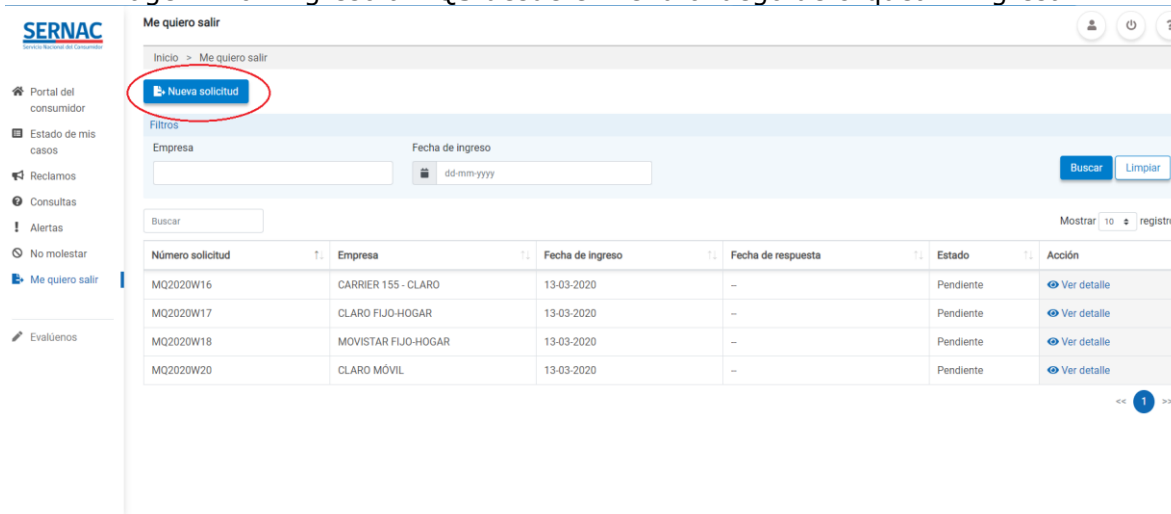 SERNAC
Servicio Nacional del Consumidor
Me quiero salir
Inicio > Me quiero salir
Portal del
consumidor
Estado de mis
casos
Reclamos
Consultas
Alertas
No molestar
Me quiero salir
Evalúenos
Nueva solicitud
Filtros
Empresa
Fecha de ingreso
dd-mm-yyyy
Buscar Limpiar
Buscar
Mostrar 10 registr
Número solicitud Empresa Fecha de ingreso Fecha de respuesta Estado Acción
MQ2020W16 CARRIER 155 - CLARO 13-03-2020 -- Pendiente Ver detalle
MQ2020W17 CLARO FIJO-HOGAR 13-03-2020 -- Pendiente Ver detalle
MQ2020W18 MOVISTAR FIJO-HOGAR 13-03-2020 -- Pendiente Ver detalle
MQ2020W20 CLARO MÓVIL 13-03-2020 -- Pendiente Ver detalle
<< 1 >>